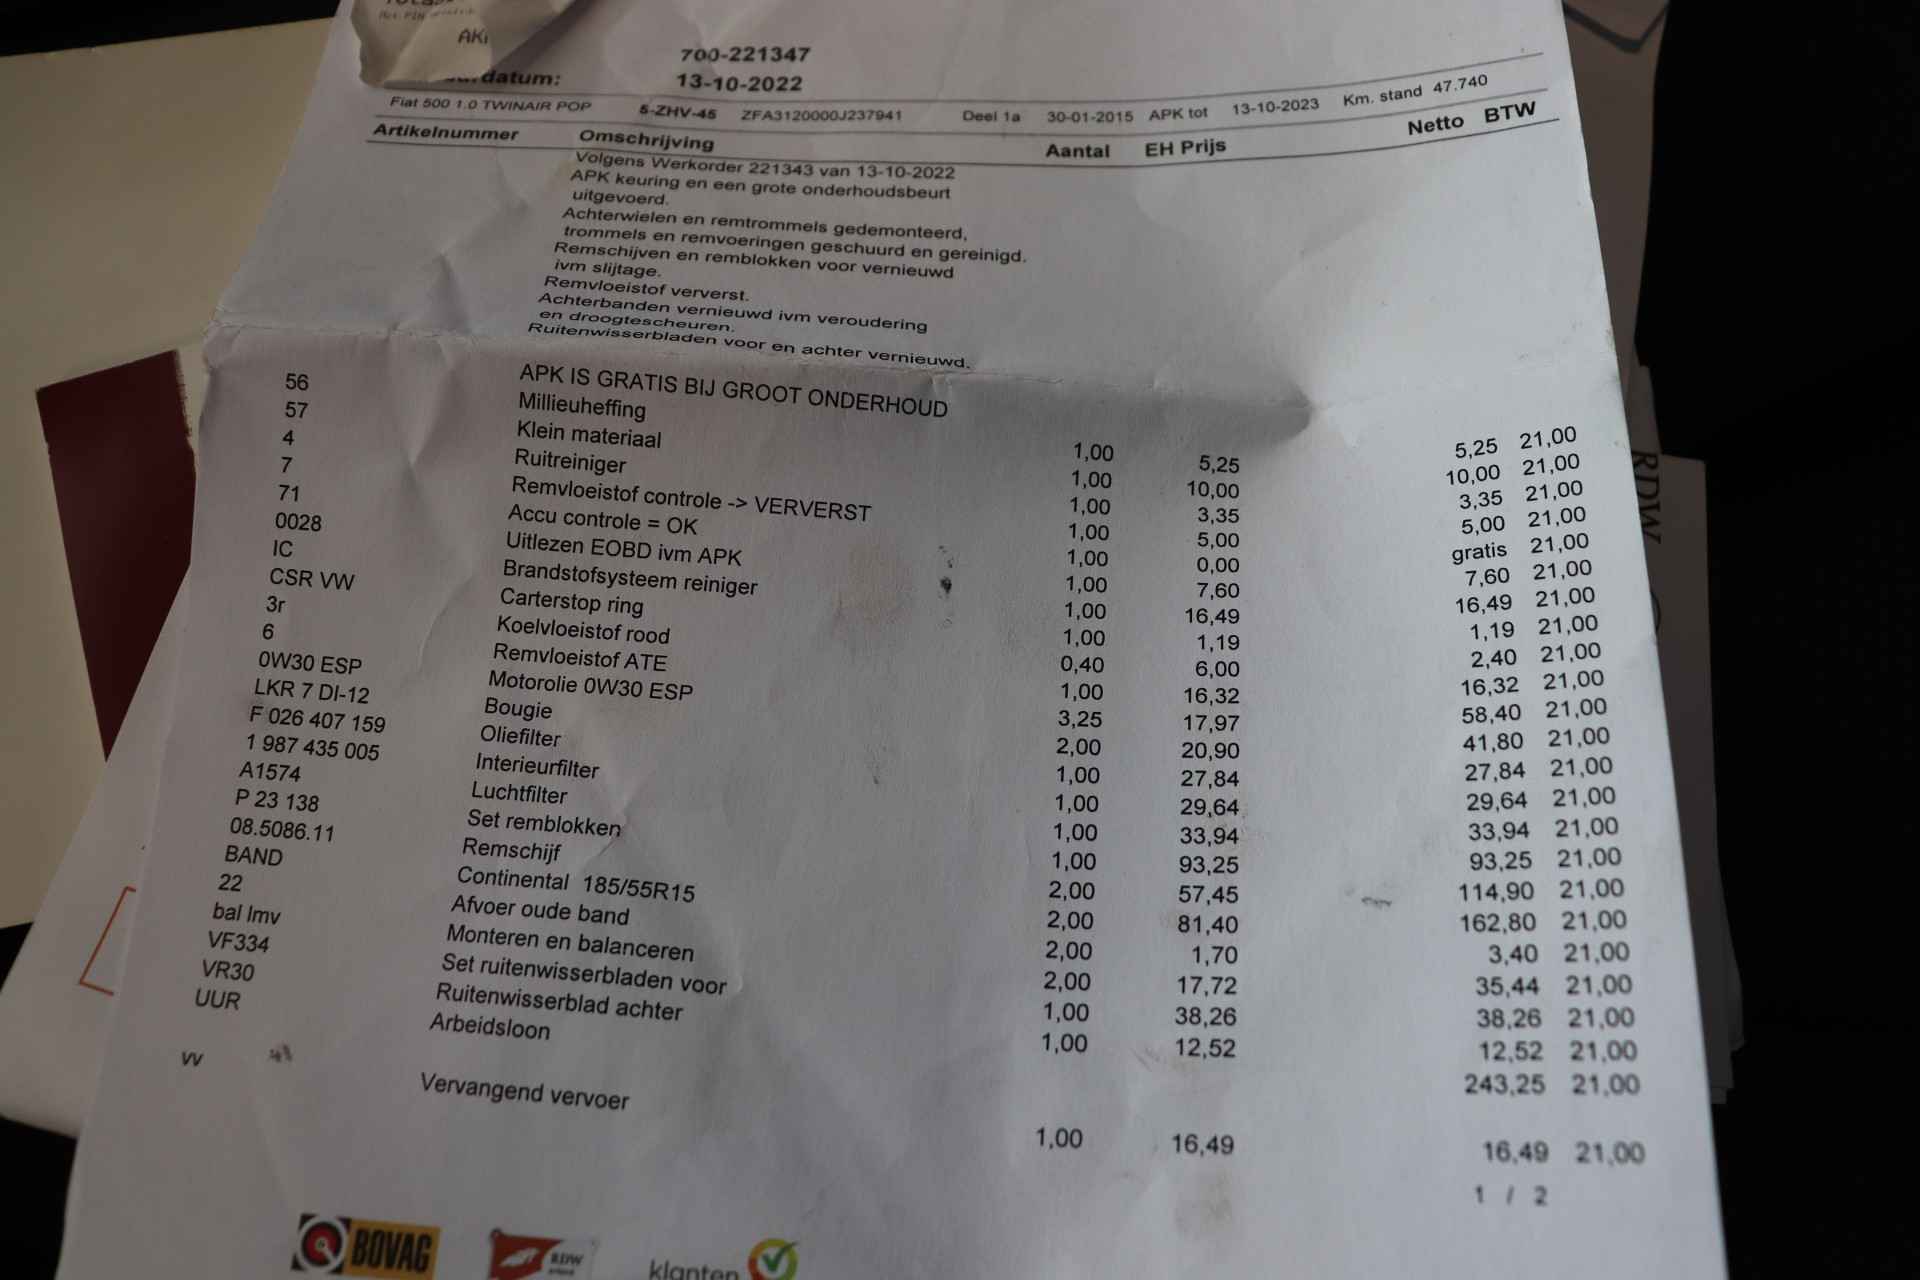 AK
700-221347
datum: 13-10-2022
Fiat 500 1.0 TWINAIR POP 5-ZHV-45 ZFA3120000J237941 Deel 1a 30-01-2015 APK tot 13-10-2023 Km. stand 47.740
Artikelnummer Omschrijving Aantal EH Prijs Netto BTW
Volgens Werkorder 221343 van 13-10-2022
APK keuring en een grote onderhoudsbeurt
uitgevoerd.
Achterwielen en remtrommels gedemonteerd,
trommels en remvoeringen geschuurd en gereinigd.
Remschijven en remblokken voor vernieuwd
ivm slijtage.
Remvloeistof ververst.
Achterbanden vernieuwd ivm veroudering
en droogtescheuren.
Ruitenwisserbladen voor en achter vernieuwd.
APK IS GRATIS BIJ GROOT ONDERHOUD
56 Millieuheffing 1,00 5,25 5,25 21,00
57 Klein materiaal 1,00 10,00 10,00 21,00
4 Ruitreiniger 1,00 3,35 3,35 21,00
7 Remvloeistof controle -> VERVERST 1,00 5,00 5,00 21,00
71 Accu controle = OK 1,00 0,00 gratis 21,00
0028 Uitlezen EOBD ivm APK 1,00 7,60 7,60 21,00
IC Brandstofsysteem reiniger 1,00 16,49 16,49 21,00
CSR VW Carterstop ring 1,00 1,19 1,19 21,00
3r Koelvloeistof rood 0,40 6,00 2,40 21,00
6 Remvloeistof ATE 1,00 16,32 16,32 21,00
0W30 ESP Motorolie 0W30 ESP 3,25 17,97 58,40 21,00
LKR 7 DI-12 Bougie 2,00 20,90 41,80 21,00
F 026 407 159 Oliefilter 1,00 27,84 27,84 21,00
1 987 435 005 Interieurfilter 1,00 29,64 29,64 21,00
A1574 Luchtfilter 1,00 33,94 33,94 21,00
P 23 138 Set remblokken 1,00 93,25 93,25 21,00
08.5086.11 Remschijf 2,00 57,45 114,90 21,00
BAND Continental 185/55R15 2,00 81,40 162,80 21,00
22 Afvoer oude band 2,00 1,70 3,40 21,00
bal lmv Monteren en balanceren 2,00 17,72 35,44 21,00
VF334 Set ruitenwisserbladen voor 1,00 38,26 38,26 21,00
VR30 Ruitenwisserblad achter 1,00 12,52 12,52 21,00
UUR Arbeidsloon 243,25 21,00
vv Vervangend vervoer 1,00 16,49 16,49 21,00
1 / 2
BOVAG
RDW
klanten
RDW